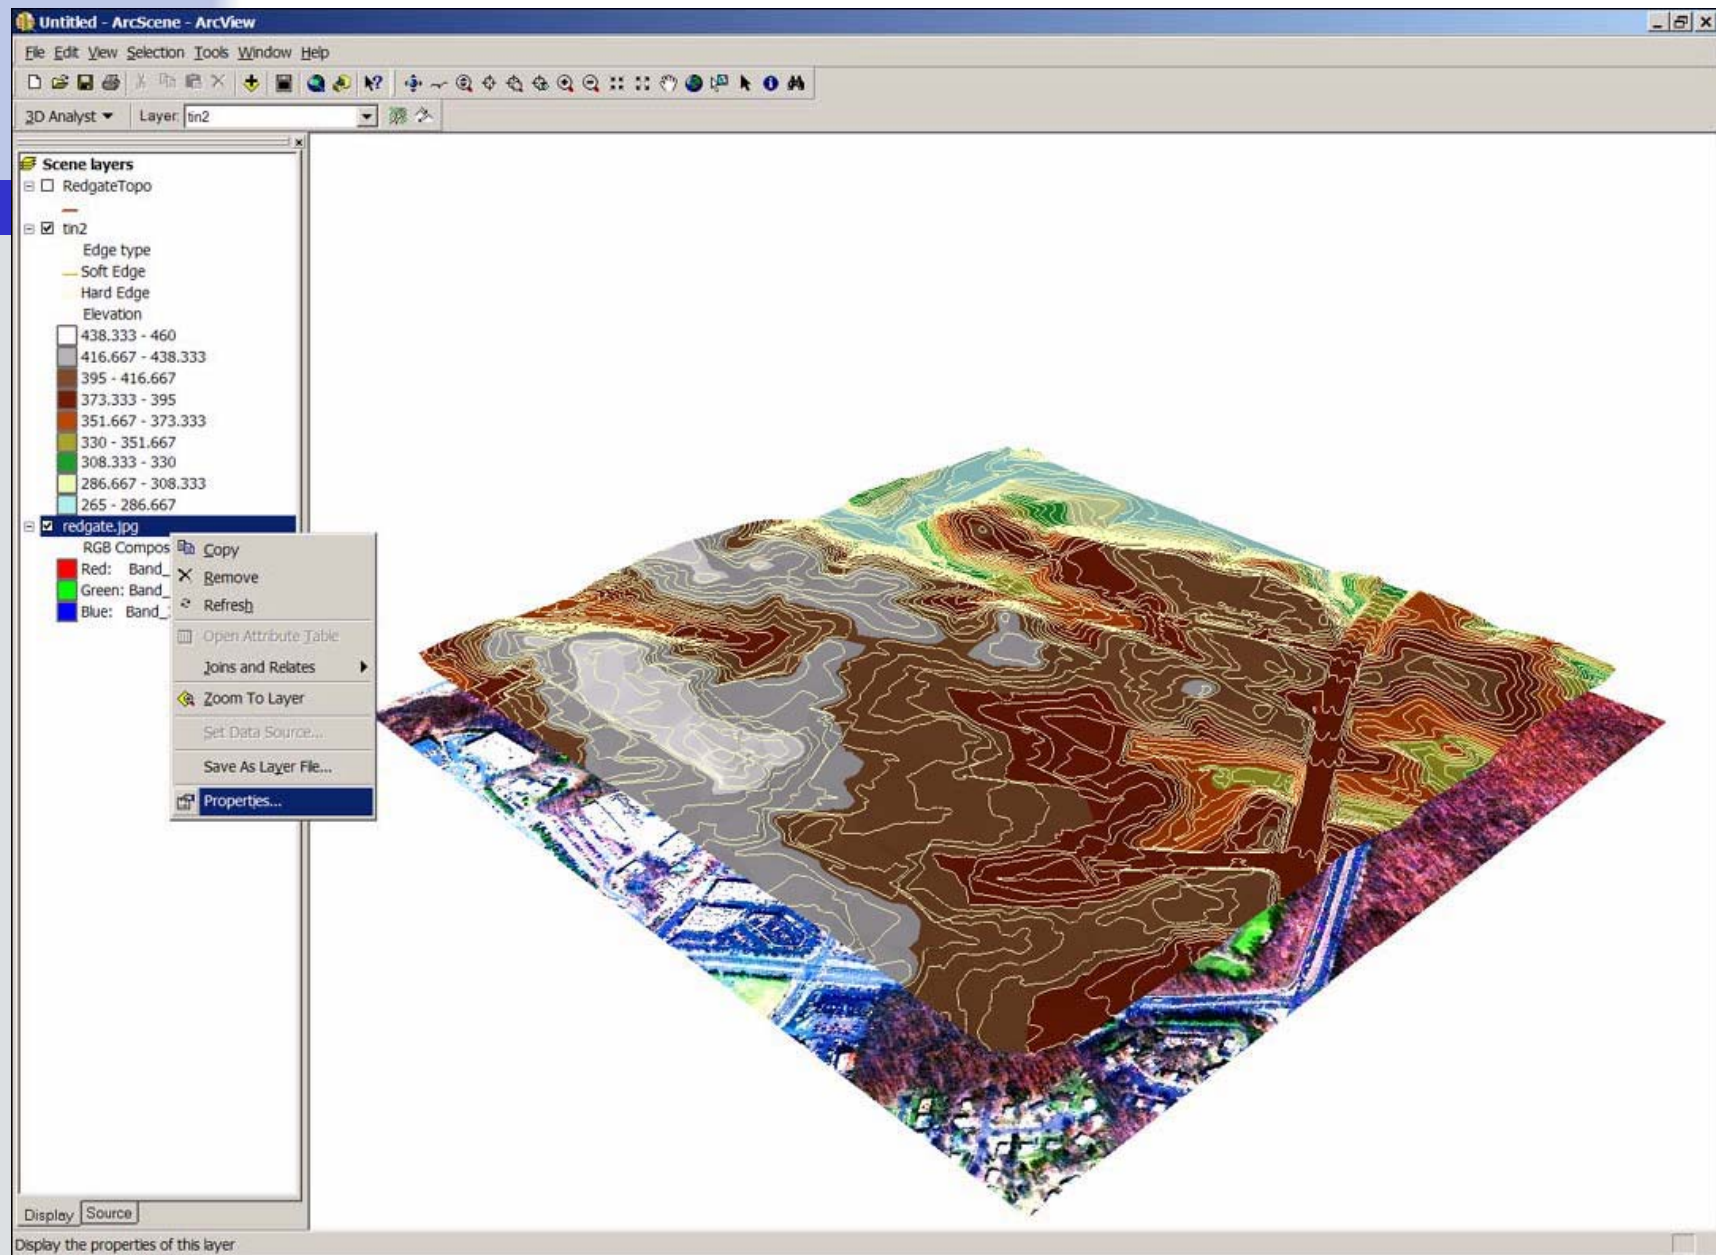 Untitled - ArcScene - ArcView
File Edit View Selection Tools Window Help
3D Analyst Layer: tin2
Scene layers
RedgateTopo
tin2
Edge type
Soft Edge
Hard Edge
Elevation
438.333 - 460
416.667 - 438.333
395 - 416.667
373.333 - 395
351.667 - 373.333
330 - 351.667
308.333 - 330
286.667 - 308.333
265 - 286.667
redgate.jpg
RGB Compos
Red: Band_
Green: Band_
Blue: Band_
Copy
Remove
Refresh
Open Attribute Table
Joins and Relates
Zoom To Layer
Set Data Source...
Save As Layer File...
Properties...
Display Source
Display the properties of this layer